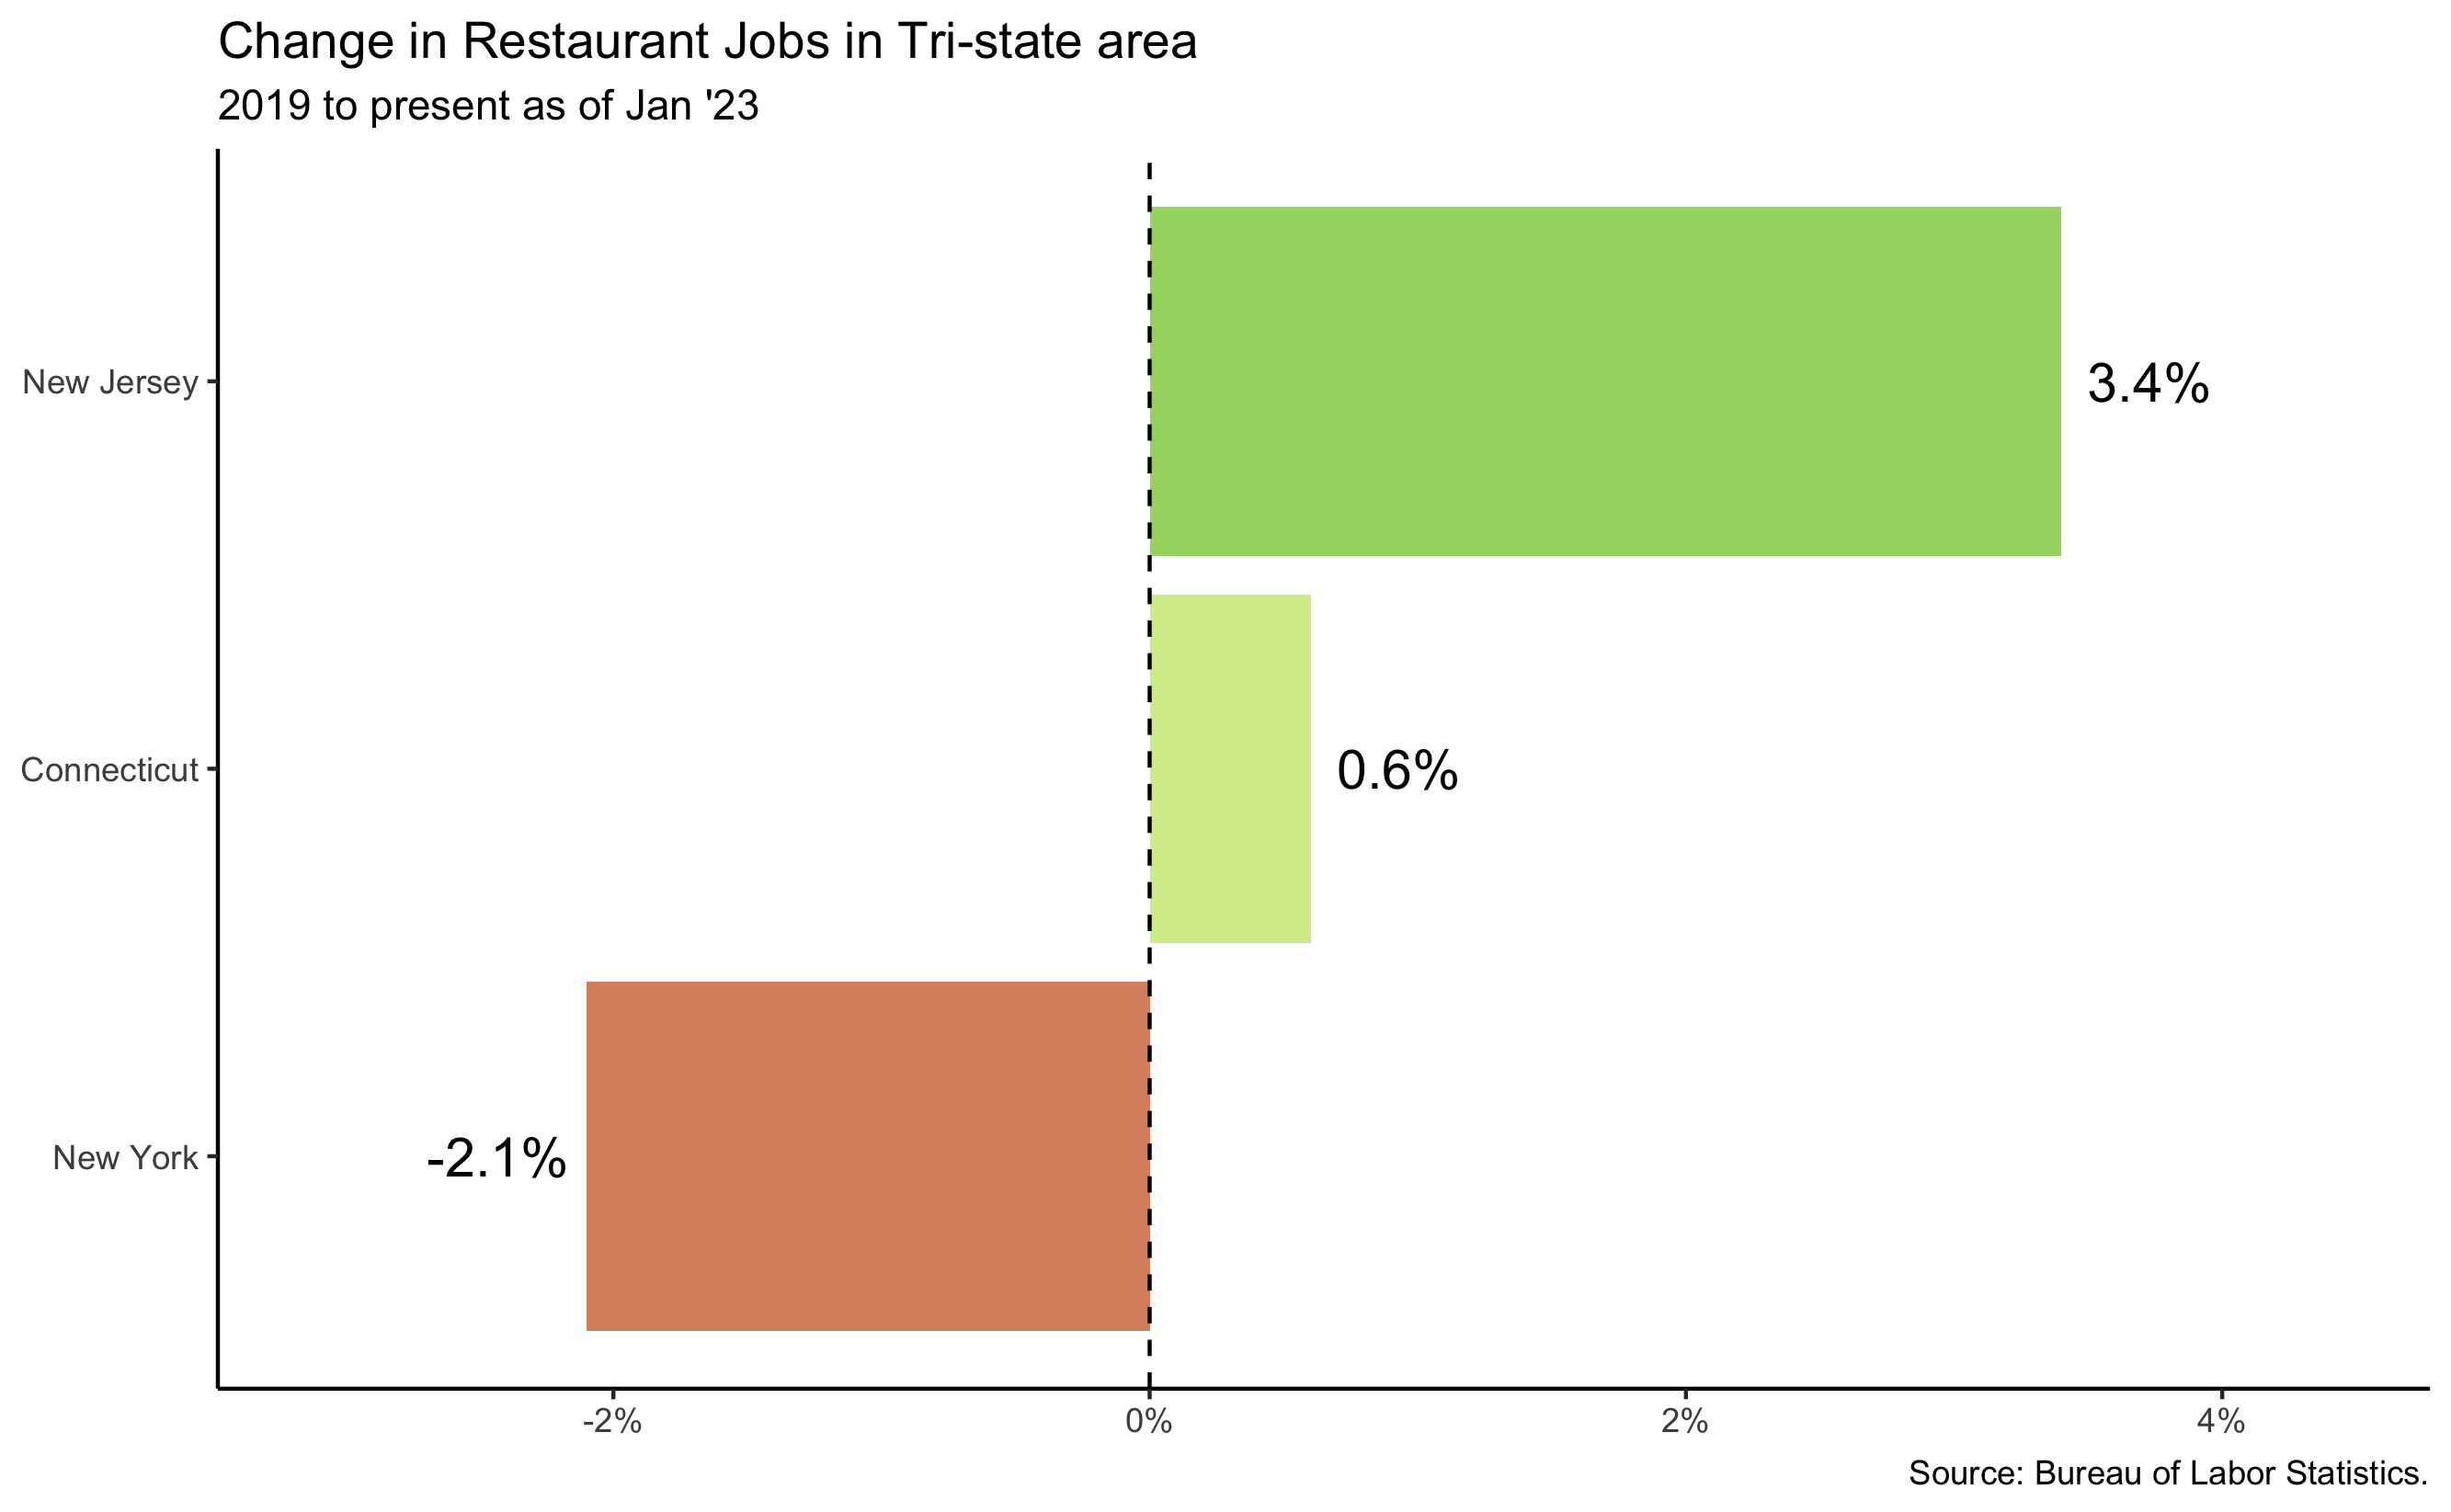 Change in Restaurant Jobs in Tri-state area
2019 to present as of Jan '23
New Jersey
3.4%
Connecticut
0.6%
New York
-2.1%
-2%
0%
2%
4%
Source: Bureau of Labor Statistics.